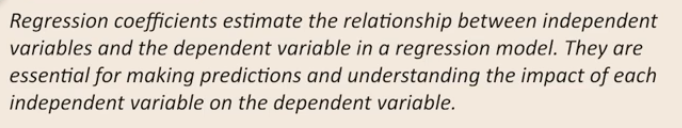 Regression coefficients estimate the relationship between independent
variables and the dependent variable in a regression model. They are
essential for making predictions and understanding the impact of each
independent variable on the dependent variable.